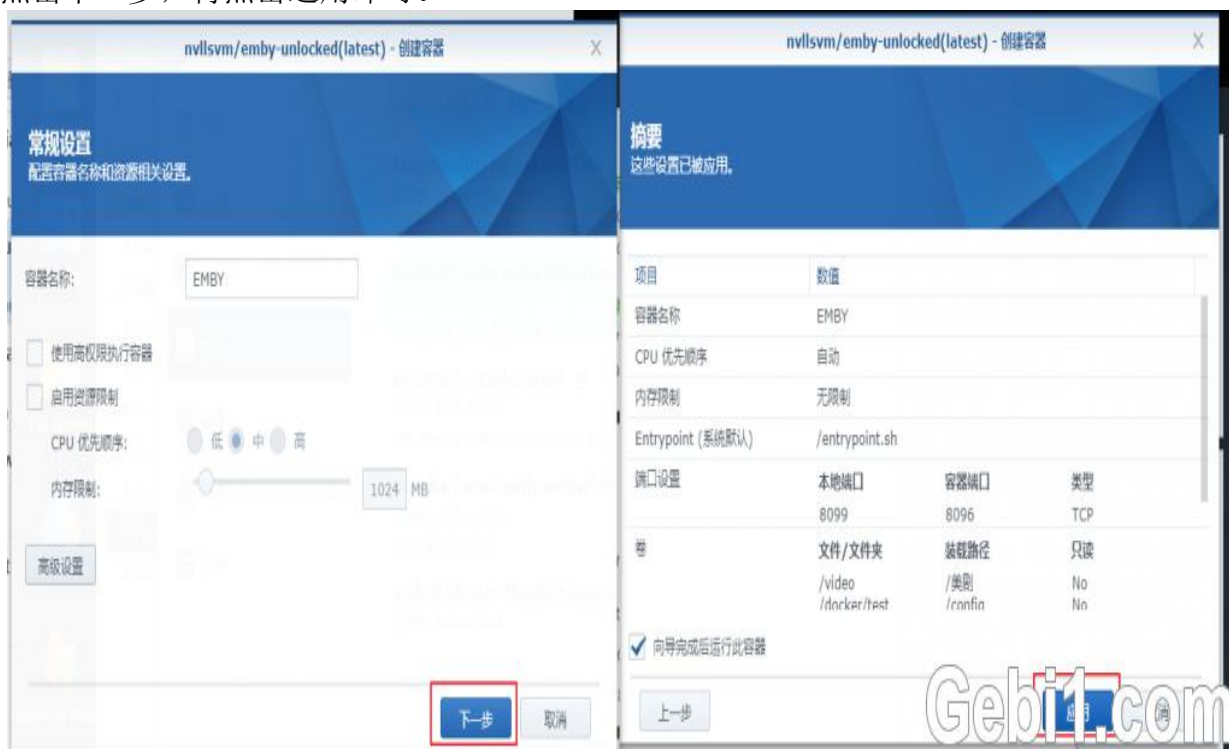 nvllsvm/emby-unlocked(latest) - 创建容器
常规设置
配置容器名称和资源相关设置。
容器名称:
EMBY
使用高权限执行容器
启用资源限制
CPU 优先顺序:
低 中 高
内存限制:
1024 MB
高级设置
下一步
取消
nvllsvm/emby-unlocked(latest) - 创建容器
摘要
这些设置已被应用。
项目 数值
容器名称 EMBY
CPU 优先顺序 自动
内存限制 无限制
Entrypoint (系统默认) /entrypoint.sh
端口设置 本地端口 容器端口 类型
8099 8096 TCP
卷 文件/文件夹 装载路径 只读
/video /美剧 No
/docker/test /config No
向导完成后运行此容器
上一步
应用
Gebi1.com